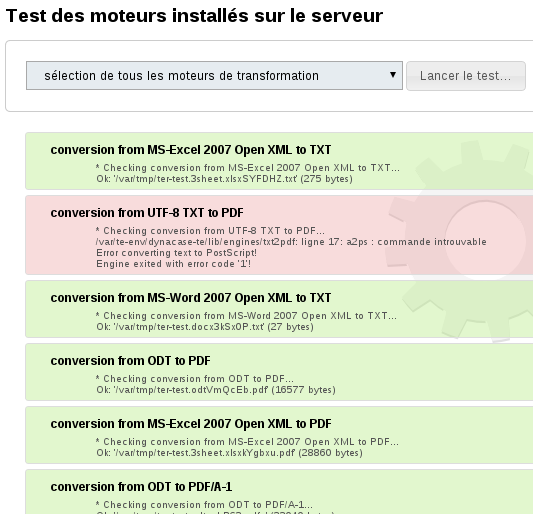 Test des moteurs installés sur le serveur
sélection de tous les moteurs de transformation
Lancer le test...
conversion from MS-Excel 2007 Open XML to TXT
* Checking conversion from MS-Excel 2007 Open XML to TXT...
Ok: '/var/tmp/ter-test.3sheet.xlsxSYFDHZ.txt' (275 bytes)
conversion from UTF-8 TXT to PDF
* Checking conversion from UTF-8 TXT to PDF...
/var/te-env/dynacase-te/lib/engines/txt2pdf: ligne 17: a2ps : commande introuvable
Error converting text to PostScript!
Engine exited with error code '1'!
conversion from MS-Word 2007 Open XML to TXT
* Checking conversion from MS-Word 2007 Open XML to TXT...
Ok: '/var/tmp/ter-test.docx3kSx0P.txt' (27 bytes)
conversion from ODT to PDF
* Checking conversion from ODT to PDF...
Ok: '/var/tmp/ter-test.odtVmQcEb.pdf' (16577 bytes)
conversion from MS-Excel 2007 Open XML to PDF
* Checking conversion from MS-Excel 2007 Open XML to PDF...
Ok: '/var/tmp/ter-test.3sheet.xlsxkYgbxu.pdf' (28860 bytes)
conversion from ODT to PDF/A-1
* Checking conversion from ODT to PDF/A-1...